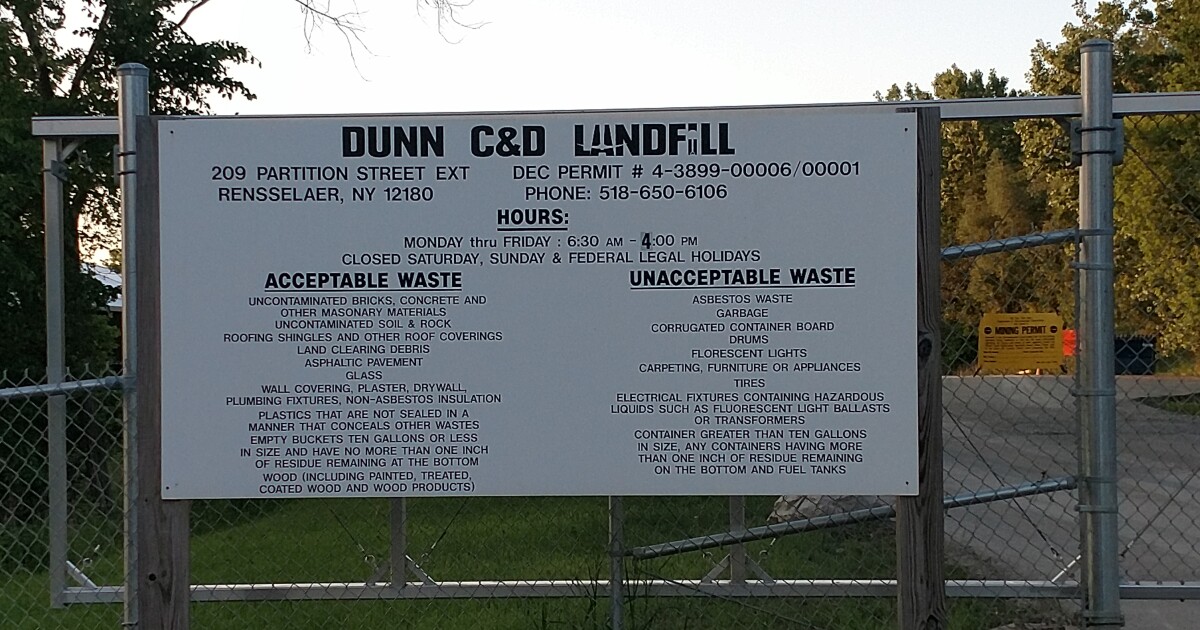 DUNN C&D LANDFILL
209 PARTITION STREET EXT DEC PERMIT # 4-3899-00006/00001
RENSSELAER, NY 12180 PHONE: 518-650-6106
HOURS:
MONDAY thru FRIDAY : 6:30 AM - 4:00 PM
CLOSED SATURDAY, SUNDAY & FEDERAL LEGAL HOLIDAYS
ACCEPTABLE WASTE
UNCONTAMINATED BRICKS, CONCRETE AND
OTHER MASONARY MATERIALS
UNCONTAMINATED SOIL & ROCK
ROOFING SHINGLES AND OTHER ROOF COVERINGS
LAND CLEARING DEBRIS
ASPHALTIC PAVEMENT
GLASS
WALL COVERING, PLASTER, DRYWALL,
PLUMBING FIXTURES, NON-ASBESTOS INSULATION
PLASTICS THAT ARE NOT SEALED IN A
MANNER THAT CONCEALS OTHER WASTES
EMPTY BUCKETS TEN GALLONS OR LESS
IN SIZE AND HAVE NO MORE THAN ONE INCH
OF RESIDUE REMAINING AT THE BOTTOM
WOOD (INCLUDING PAINTED, TREATED,
COATED WOOD AND WOOD PRODUCTS)
UNACCEPTABLE WASTE
ASBESTOS WASTE
GARBAGE
CORRUGATED CONTAINER BOARD
DRUMS
FLORESCENT LIGHTS
CARPETING, FURNITURE OR APPLIANCES
TIRES
ELECTRICAL FIXTURES CONTAINING HAZARDOUS
LIQUIDS SUCH AS FLUORESCENT LIGHT BALLASTS
OR TRANSFORMERS
CONTAINER GREATER THAN TEN GALLONS
IN SIZE, ANY CONTAINERS HAVING MORE
THAN ONE INCH OF RESIDUE REMAINING
ON THE BOTTOM AND FUEL TANKS
MINING PERMIT